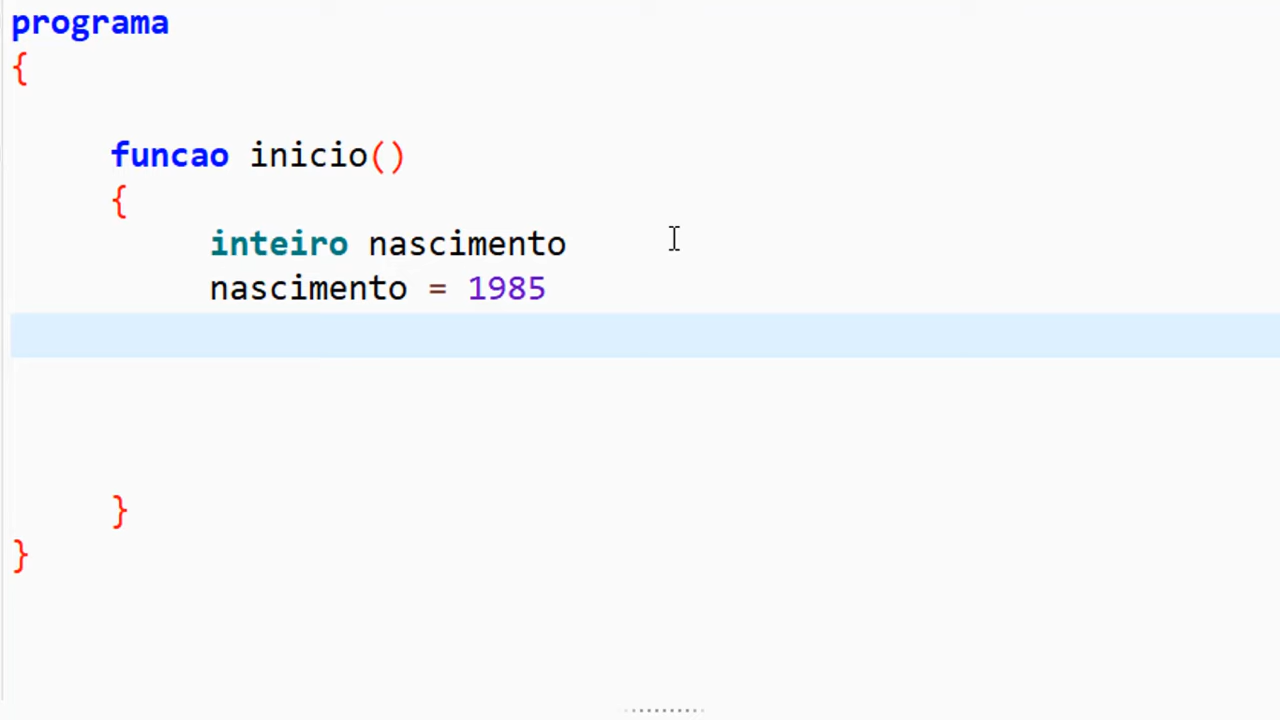 programa
{
funcao inicio()
{
inteiro nascimento
nascimento = 1985
}
}